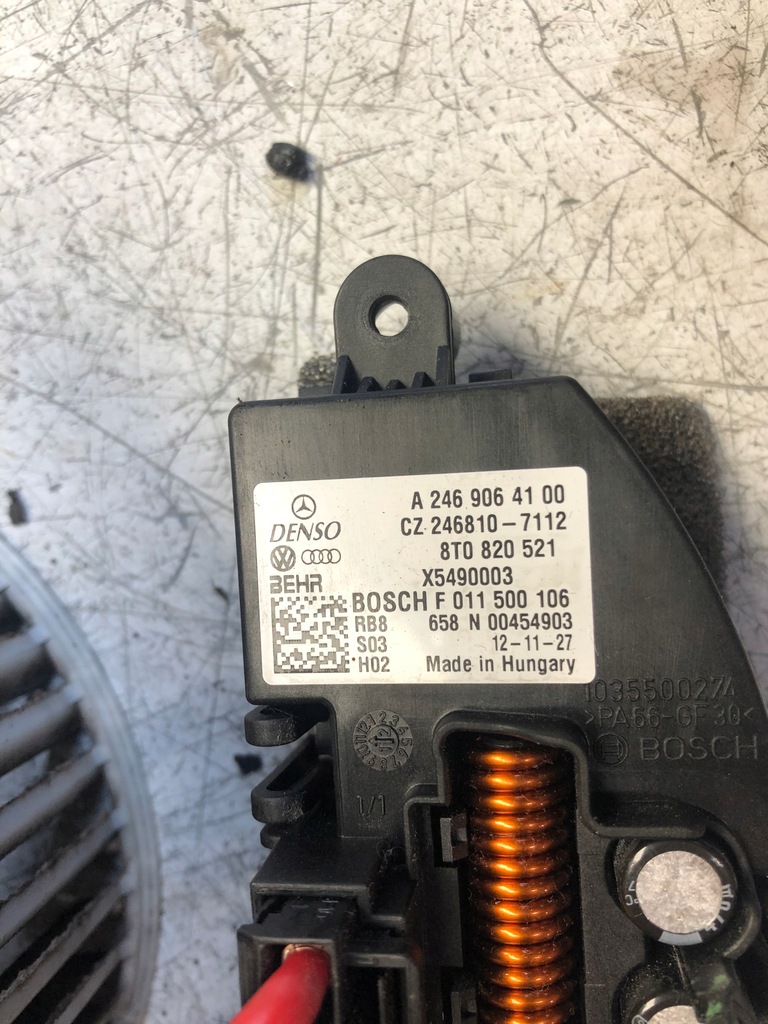 A 246 906 41 00
DENSO CZ 246810-7112
8T0 820 521
BEHR X5490003
BOSCH F 011 500 106
RB8 658 N 00454903
S03 12-11-27
H02 Made in Hungary
1035500274
>PA66-GF30<
BOSCH
1/1